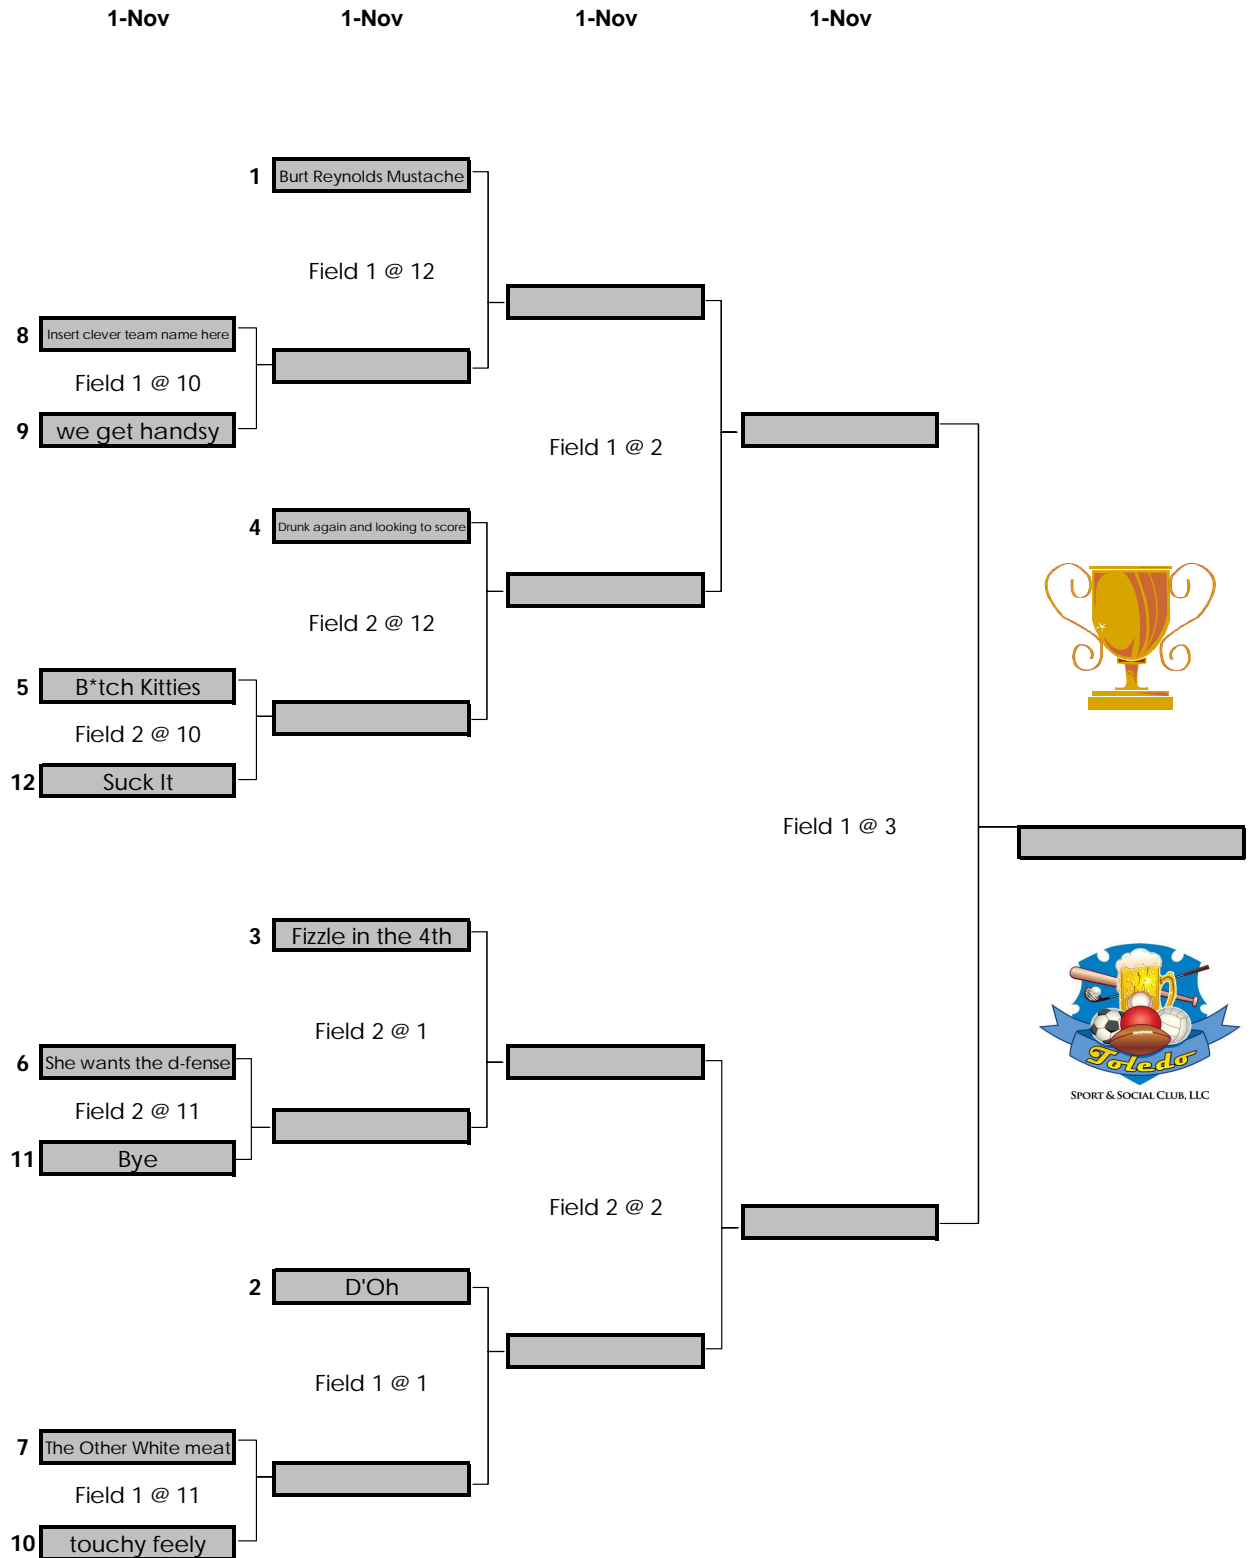 1-Nov 1-Nov 1-Nov 1-Nov
1 Burt Reynolds Mustache
Field 1 @ 12
8 Insert clever team name here
Field 1 @ 10
9 we get handsy
Field 1 @ 2
4 Drunk again and looking to score
Field 2 @ 12
5 B*tch Kitties
Field 2 @ 10
12 Suck It
Field 1 @ 3
3 Fizzle in the 4th
Field 2 @ 1
6 She wants the d-fense
Field 2 @ 11
11 Bye
Toledo
SPORT & SOCIAL CLUB, LLC
Field 2 @ 2
2 D'Oh
Field 1 @ 1
7 The Other White meat
Field 1 @ 11
10 touchy feely